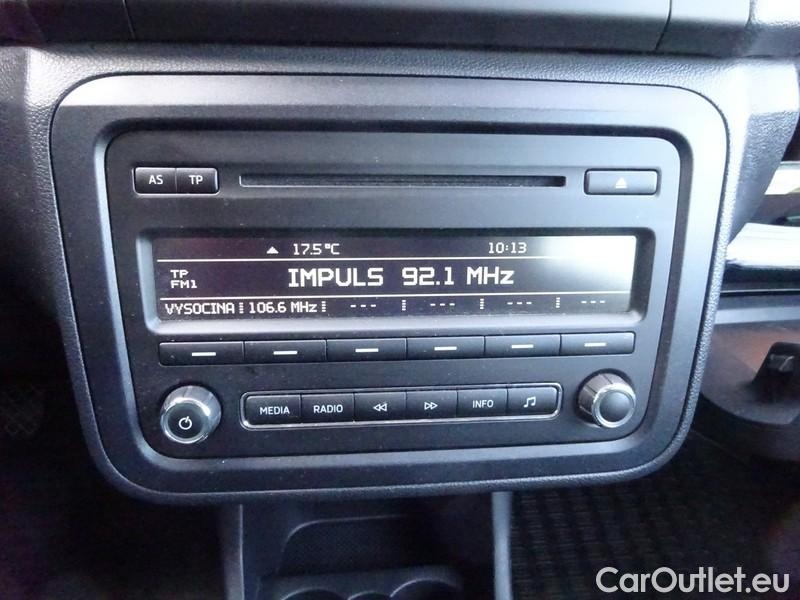 AS TP
17.5°C 10:13
TP IMPULS 92.1 MHz
FM1
VYSOCINA 106.6 MHz --- --- --- ---
MEDIA RADIO INFO
CarOutlet.eu